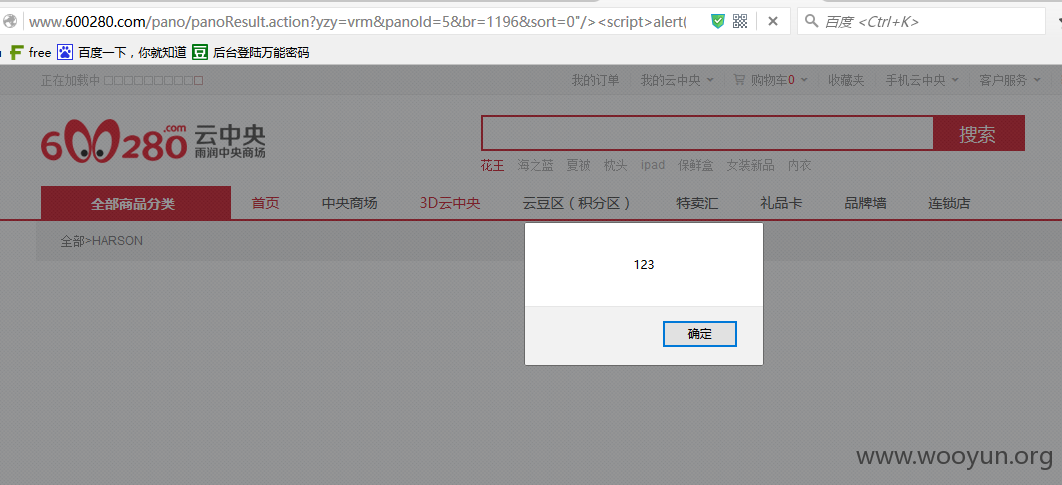 www.600280.com/pano/panoResult.action?yzy=vrm&panoId=5&br=1196&sort=0"/><script>alert(
百度 <Ctrl+K>
free 百度一下，你就知道 后台登陆万能密码
正在加载中 □□□□□□□□□□
我的订单 我的云中央 购物车0 收藏夹 手机云中央 客户服务
600280.com 云中央
雨润中央商场
搜索
花王 海之蓝 夏被 枕头 ipad 保鲜盒 女装新品 内衣
全部商品分类 首页 中央商场 3D云中央 云豆区（积分区） 特卖汇 礼品卡 品牌墙 连锁店
全部>HARSON
123
确定
www.wooyun.org